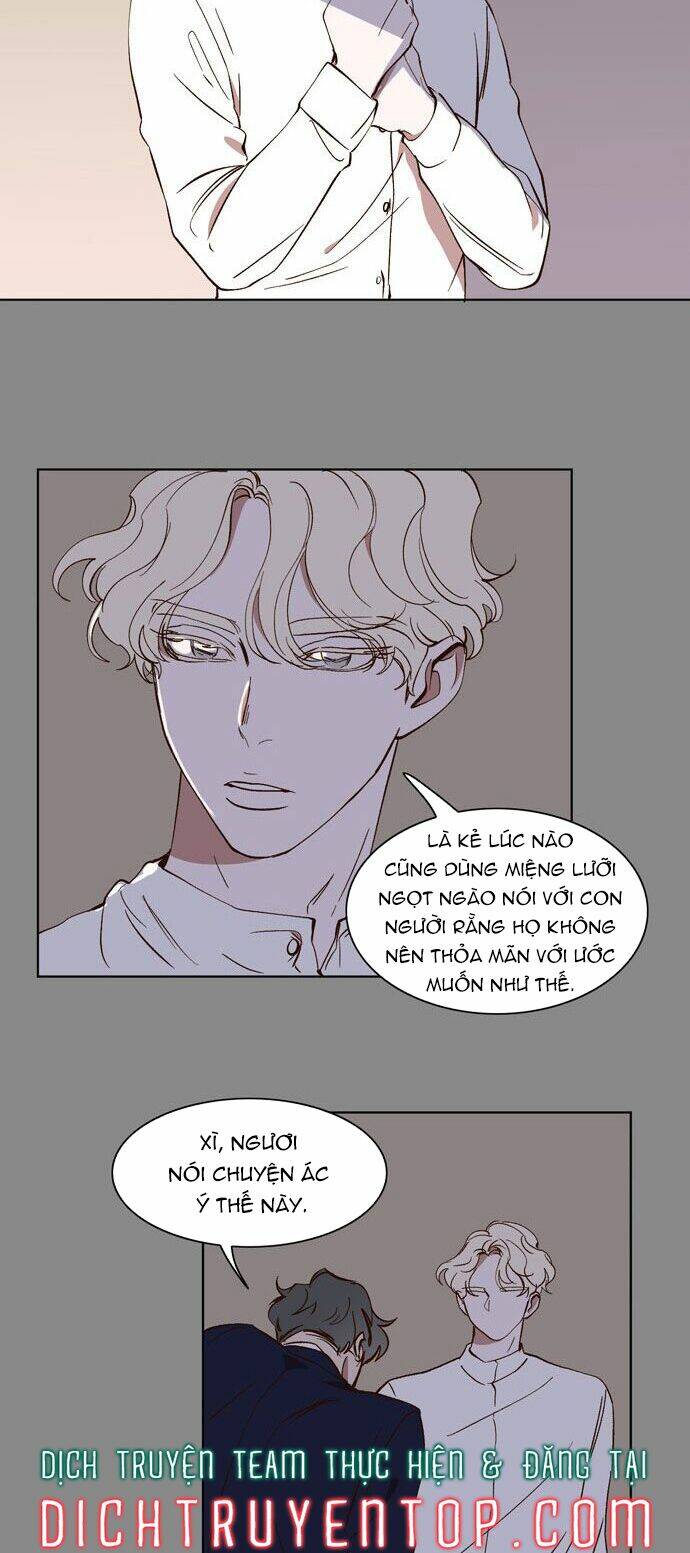 LÀ KẺ LÚC NÀO
CŨNG DÙNG MIỆNG LƯỠI
NGỌT NGÀO NÓI VỚI CON
NGƯỜI RẰNG HỌ KHÔNG
NÊN THỎA MÃN VỚI ƯỚC
MUỐN NHƯ THẾ.
XÌ, NGƯƠI
NÓI CHUYỆN ÁC
Ý THẾ NÀY.
DỊCH TRUYỆN TEAM THỰC HIỆN & ĐĂNG TẠI
DICHTRUYENTOP.COM